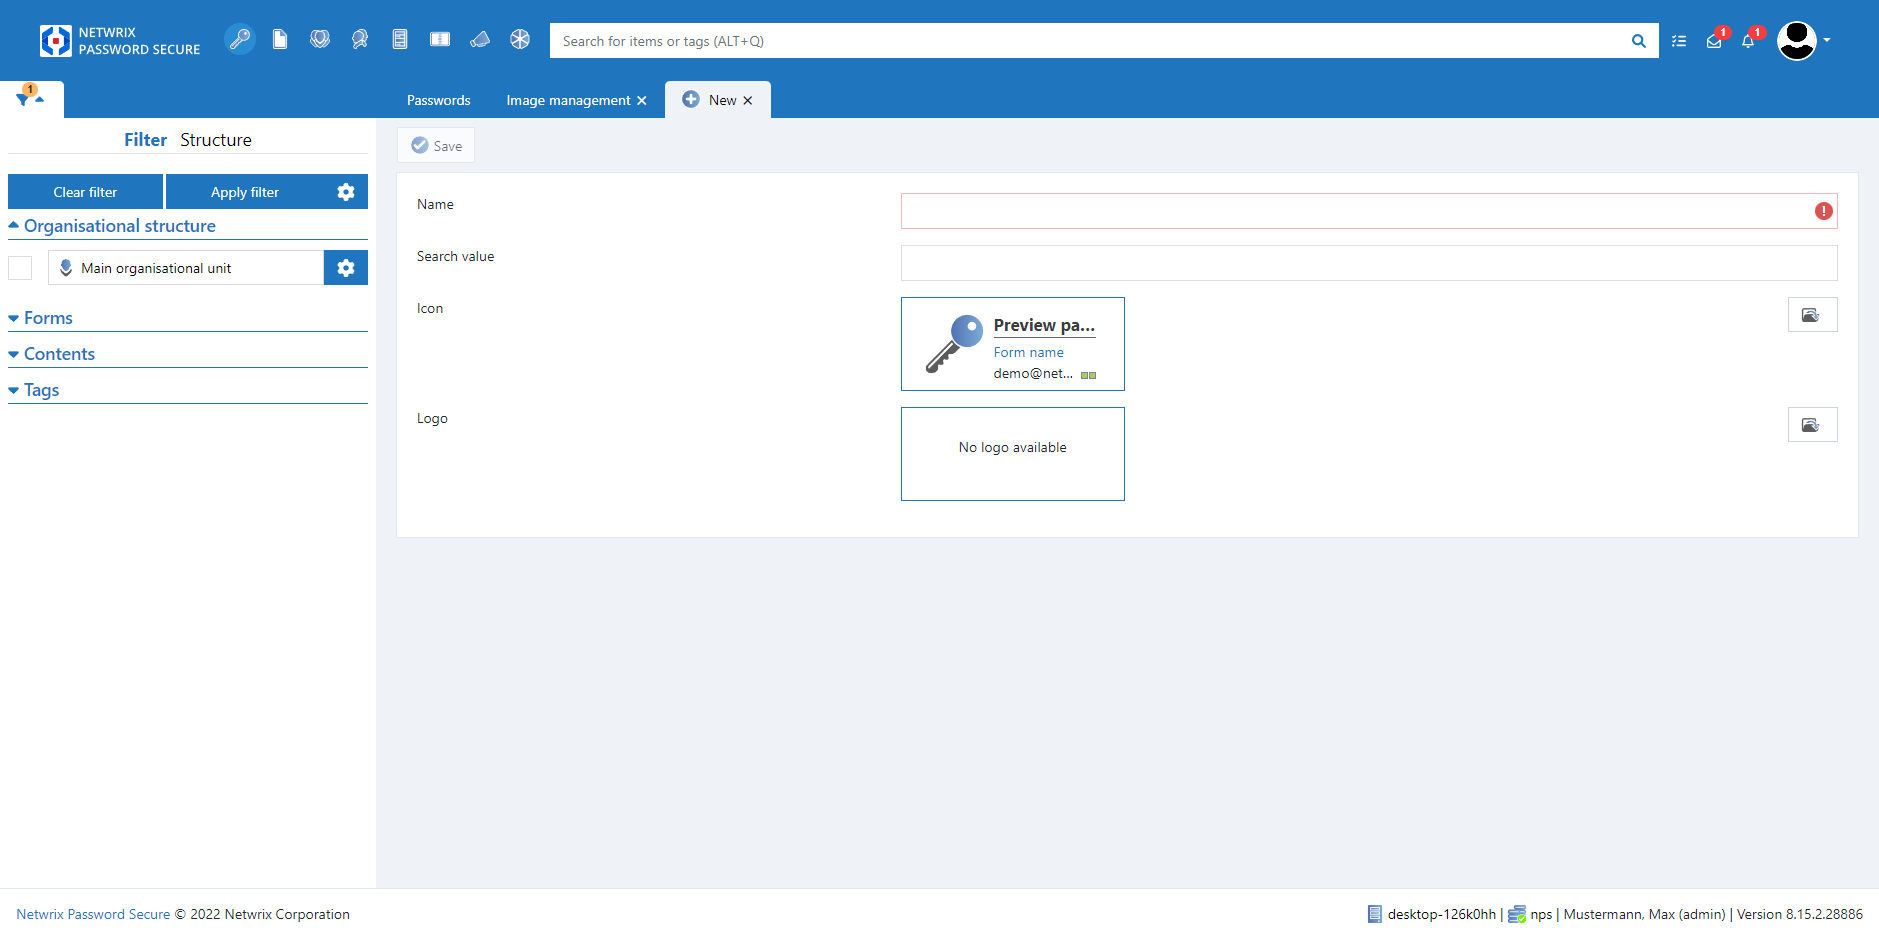 NETWRIX
PASSWORD SECURE
Search for items or tags (ALT+Q)
1
1
1
Passwords
Image management
New
Filter Structure
Save
Clear filter
Apply filter
Organisational structure
Main organisational unit
Forms
Contents
Tags
Name
Search value
Icon
Preview pa...
Form name
demo@net...
Logo
No logo available
Netwrix Password Secure © 2022 Netwrix Corporation
desktop-126k0hh | nps | Mustermann, Max (admin) | Version 8.15.2.28886